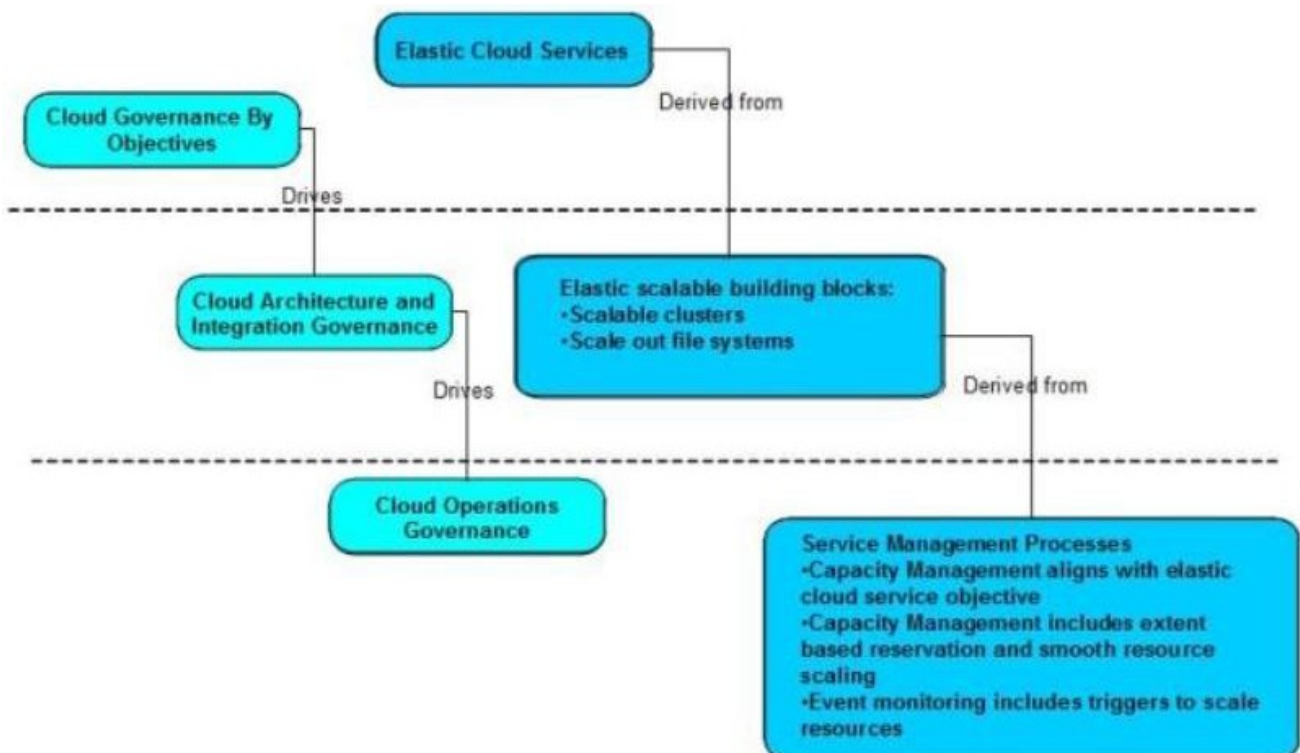 Elastic Cloud Services
Derived from
Cloud Governance By
Objectives
Drives
Cloud Architecture and
Integration Governance
Elastic scalable building blocks:
•Scalable clusters
•Scale out file systems
Drives
Derived from
Cloud Operations
Governance
Service Management Processes
•Capacity Management aligns with elastic
cloud service objective
•Capacity Management includes extent
based reservation and smooth resource
scaling
•Event monitoring includes triggers to scale
resources